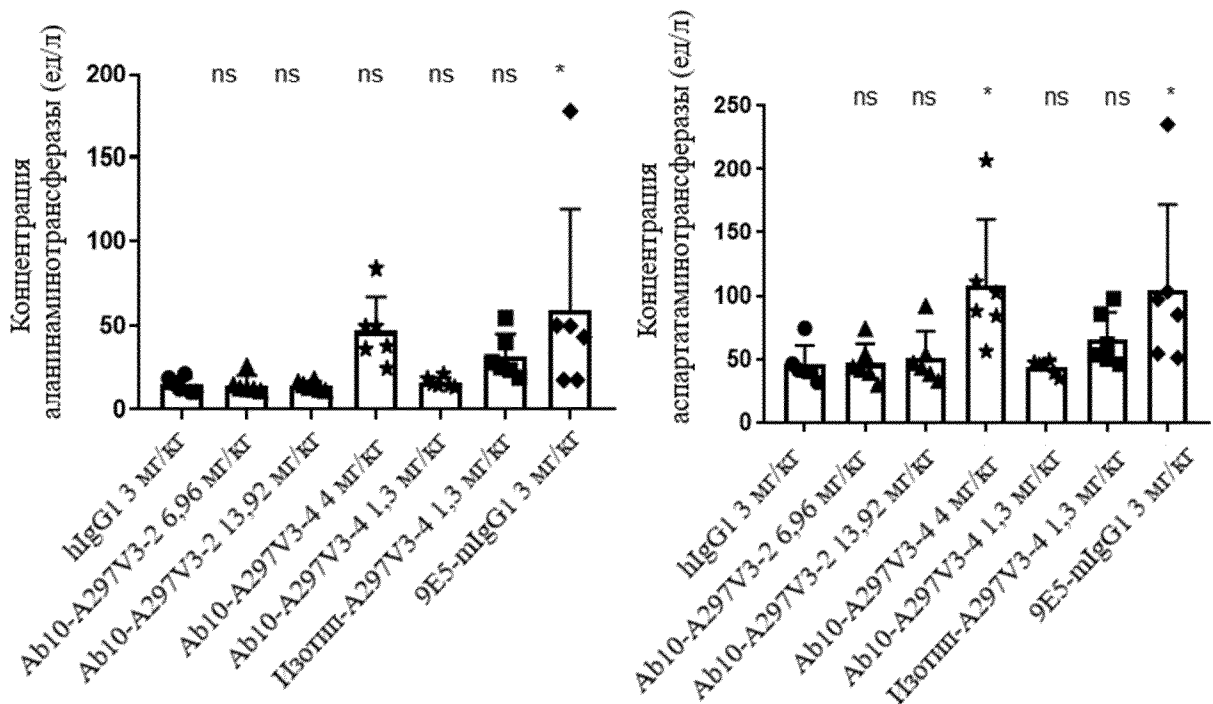 Концентрация
аланинаминотрансферазы (ед/л)
200
150
100
50
0
ns
ns
ns
ns
ns
*
hIgG1 3 мг/кг
Ab10-A297V3-2 6,96 мг/кг
Ab10-A297V3-2 13,92 мг/кг
Ab10-A297V3-4 4 мг/кг
Ab10-A297V3-4 1,3 мг/кг
Изотип-A297V3-4 1,3 мг/кг
9E5-mIgG1 3 мг/кг
Концентрация
аспартатаминотрансферазы (ед/л)
250
200
150
100
50
0
ns
ns
*
ns
ns
*
hIgG1 3 мг/кг
Ab10-A297V3-2 6,96 мг/кг
Ab10-A297V3-2 13,92 мг/кг
Ab10-A297V3-4 4 мг/кг
Ab10-A297V3-4 1,3 мг/кг
Изотип-A297V3-4 1,3 мг/кг
9E5-mIgG1 3 мг/кг